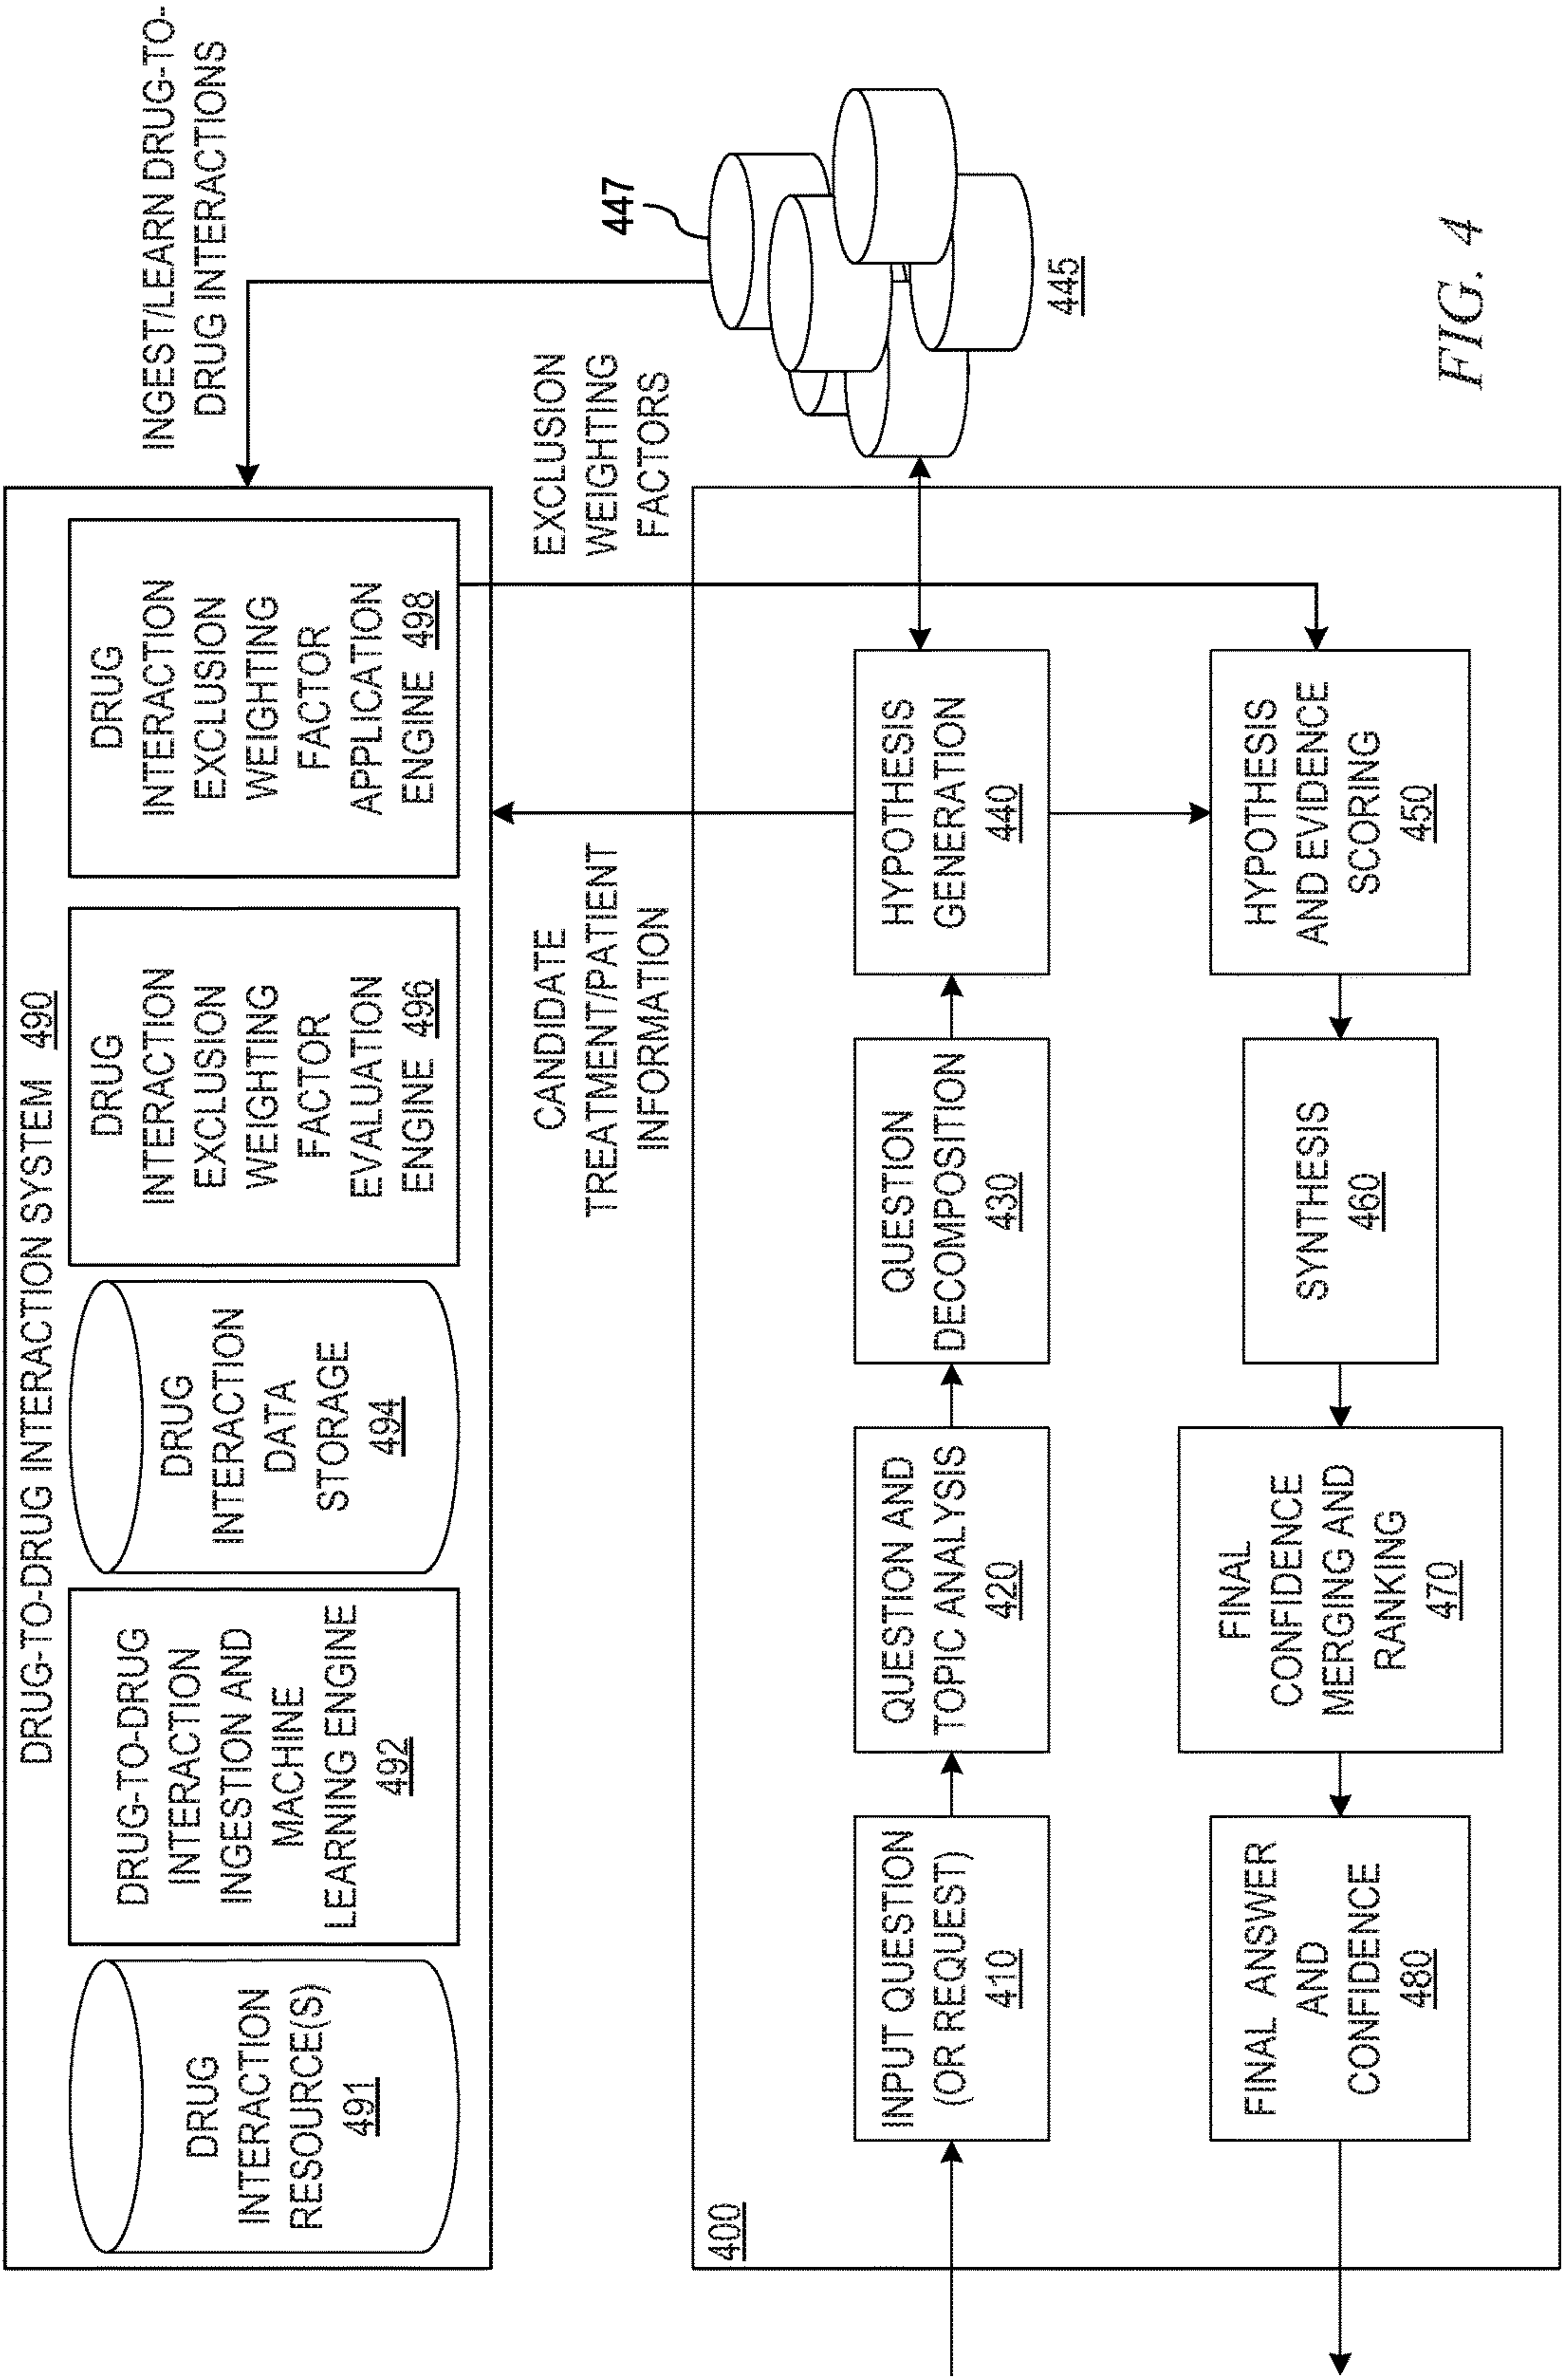 DRUG-TO-DRUG INTERACTION SYSTEM 490
DRUG
INTERACTION
RESOURCE(S)
491
DRUG-TO-DRUG
INTERACTION
INGESTION AND
MACHINE
LEARNING ENGINE
492
DRUG
INTERACTION
DATA
STORAGE
494
DRUG
INTERACTION
EXCLUSION
WEIGHTING
FACTOR
EVALUATION
ENGINE 496
DRUG
INTERACTION
EXCLUSION
WEIGHTING
FACTOR
APPLICATION
ENGINE 498
INGEST/LEARN DRUG-TO-
DRUG INTERACTIONS
CANDIDATE
TREATMENT/PATIENT
INFORMATION
EXCLUSION
WEIGHTING
FACTORS
447
445
400
INPUT QUESTION
(OR REQUEST)
410
QUESTION AND
TOPIC ANALYSIS
420
QUESTION
DECOMPOSITION
430
HYPOTHESIS
GENERATION
440
FINAL ANSWER
AND
CONFIDENCE
480
FINAL
CONFIDENCE
MERGING AND
RANKING
470
SYNTHESIS
460
HYPOTHESIS
AND EVIDENCE
SCORING
450
FIG. 4